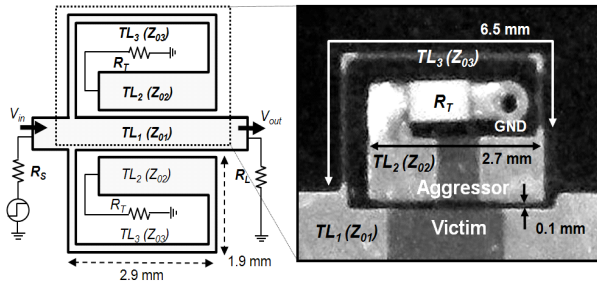 TL3 (Z03)
RT
TL2 (Z02)
Vin
TL1 (Z01)
Vout
RS
TL2 (Z02)
RL
RT
TL3 (Z03)
1.9 mm
2.9 mm
6.5 mm
TL3 (Z03)
RT
GND
TL2 (Z02)
2.7 mm
Aggressor
TL1 (Z01)
Victim
0.1 mm